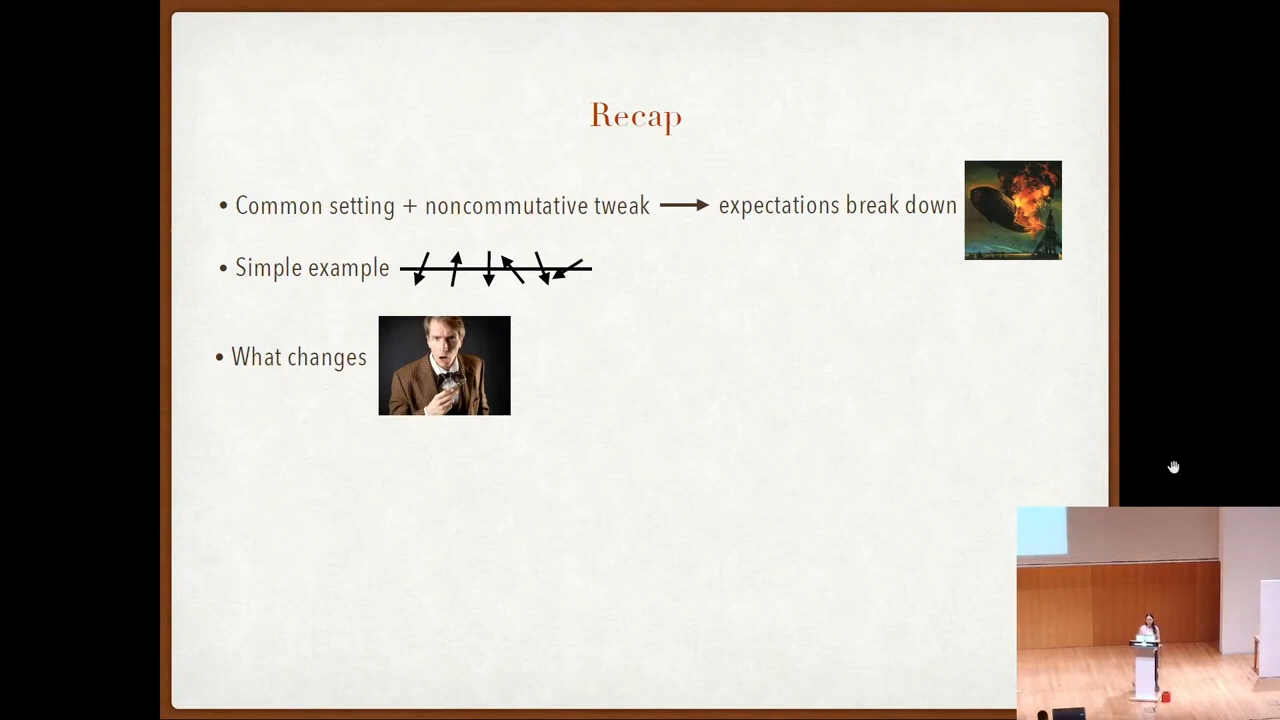 Recap
• Common setting + noncommutative tweak → expectations break down
• Simple example
• What changes